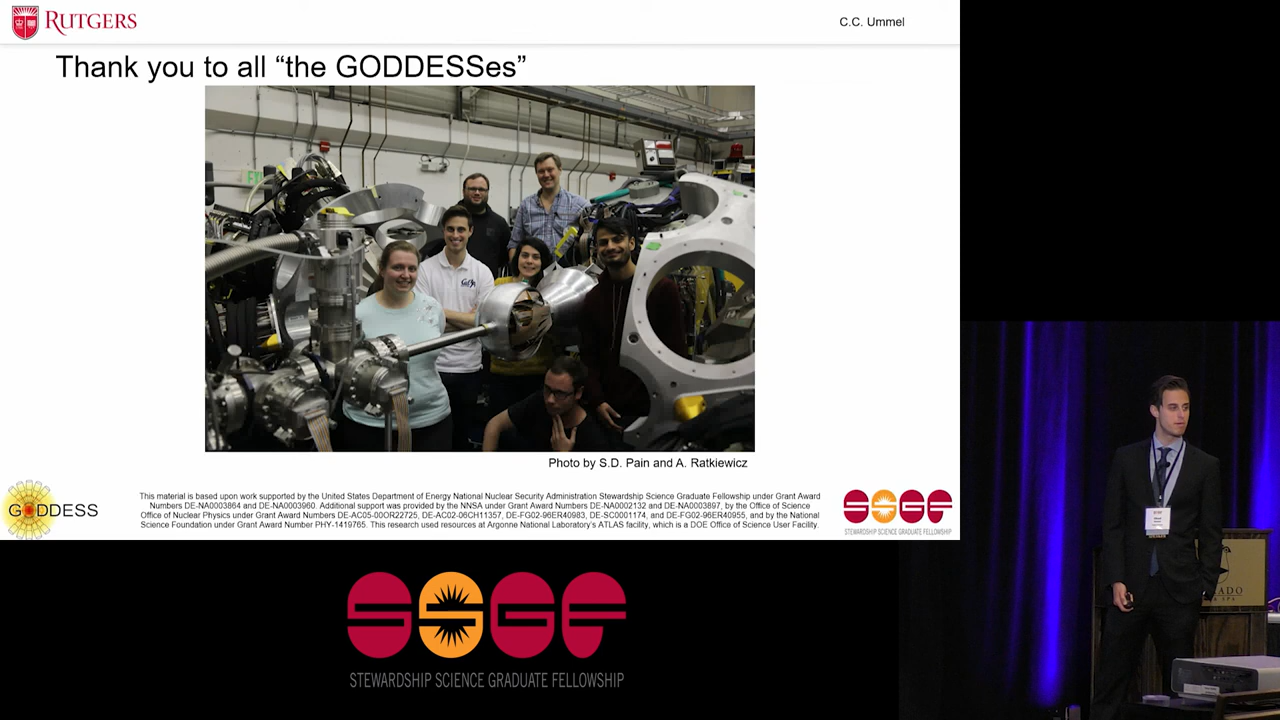 RUTGERS
C.C. Ummel
Thank you to all “the GODDESSes”
Photo by S.D. Pain and A. Ratkiewicz
GODDESS
This material is based upon work supported by the United States Department of Energy National Nuclear Security Administration Stewardship Science Graduate Fellowship under Grant Award
Numbers DE-NA0003864 and DE-NA0003960. Additional support was provided by the NNSA under Grant Award Numbers DE-NA0002132 and DE-NA0003897, by the Office of Science
Office of Nuclear Physics under Grant Award Numbers DE-AC05-00OR22725, DE-AC02-06CH11357, DE-FG02-96ER40983, DE-SC0001174, and DE-FG02-96ER40955, and by the National
Science Foundation under Grant Award Number PHY-1419765. This research used resources at Argonne National Laboratory’s ATLAS facility, which is a DOE Office of Science User Facility.
SSGF
STEWARDSHIP SCIENCE GRADUATE FELLOWSHIP
SSGF
STEWARDSHIP SCIENCE GRADUATE FELLOWSHIP